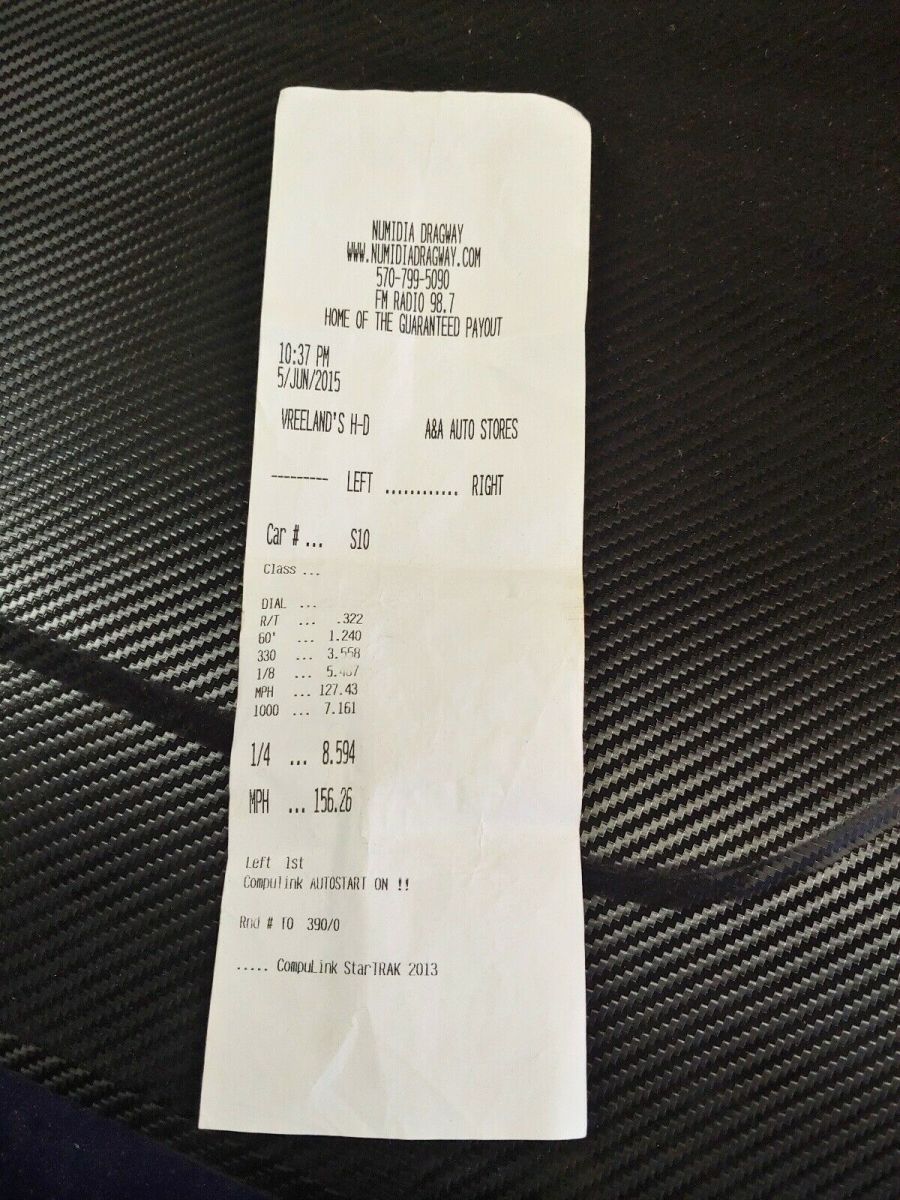 NUMIDIA DRAGWAY
WWW.NUMIDIADRAGWAY.COM
570-799-5090
FM RADIO 98.7
HOME OF THE GUARANTEED PAYOUT
10:37 PM
5/JUN/2015
VREELAND'S H-D A&A AUTO STORES
--------- LEFT ............ RIGHT
Car # ... S10
Class ...
DIAL ...
R/T ... .322
60' ... 1.240
330 ... 3.558
1/8 ...
MPH ... 127.43
1000 ... 7.161
1/4 ... 8.594
MPH ... 156.26
Left 1st
Compulink AUTOSTART ON !!
Rnd # TO 390/0
..... CompuLink StarTRAK 2013